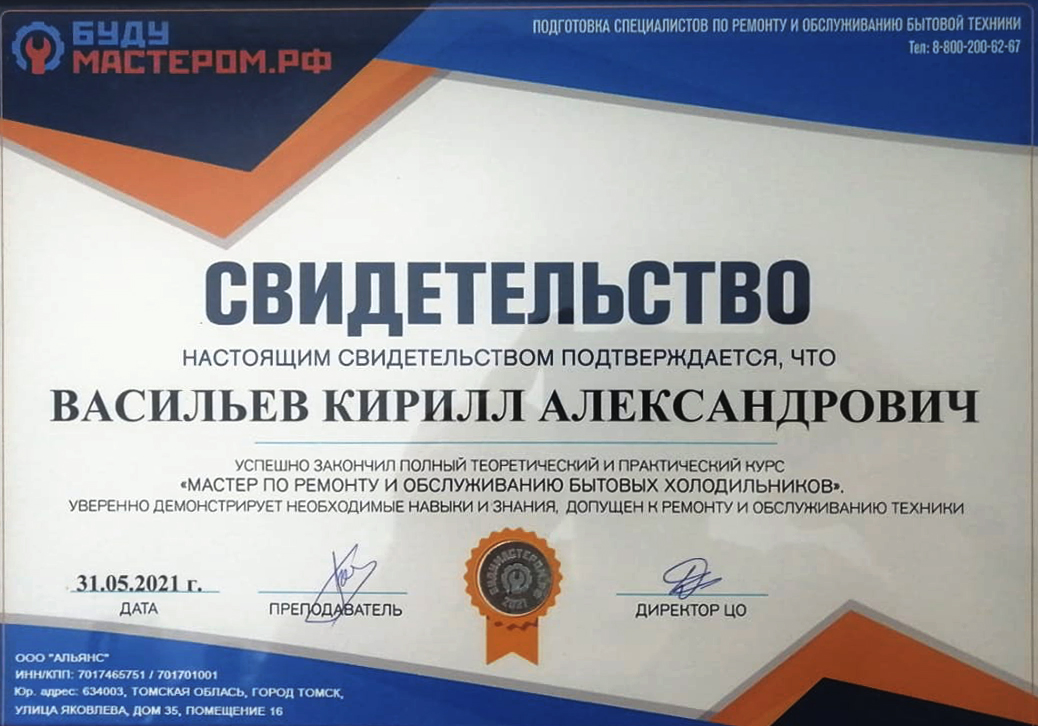 БУДУ
МАСТЕРОМ.РФ
ПОДГОТОВКА СПЕЦИАЛИСТОВ ПО РЕМОНТУ И ОБСЛУЖИВАНИЮ БЫТОВОЙ ТЕХНИКИ
Тел: 8-800-200-62-67
СВИДЕТЕЛЬСТВО
НАСТОЯЩИМ СВИДЕТЕЛЬСТВОМ ПОДТВЕРЖДАЕТСЯ, ЧТО
ВАСИЛЬЕВ КИРИЛЛ АЛЕКСАНДРОВИЧ
УСПЕШНО ЗАКОНЧИЛ ПОЛНЫЙ ТЕОРЕТИЧЕСКИЙ И ПРАКТИЧЕСКИЙ КУРС
«МАСТЕР ПО РЕМОНТУ И ОБСЛУЖИВАНИЮ БЫТОВЫХ ХОЛОДИЛЬНИКОВ».
УВЕРЕННО ДЕМОНСТРИРУЕТ НЕОБХОДИМЫЕ НАВЫКИ И ЗНАНИЯ, ДОПУЩЕН К РЕМОНТУ И ОБСЛУЖИВАНИЮ ТЕХНИКИ
31.05.2021 г.
ДАТА
ПРЕПОДАВАТЕЛЬ
2021
ДИРЕКТОР ЦО
ООО "АЛЬЯНС"
ИНН/КПП: 7017465751 / 701701001
Юр. адрес: 634003, ТОМСКАЯ ОБЛАСЬ, ГОРОД ТОМСК,
УЛИЦА ЯКОВЛЕВА, ДОМ 35, ПОМЕЩЕНИЕ 16